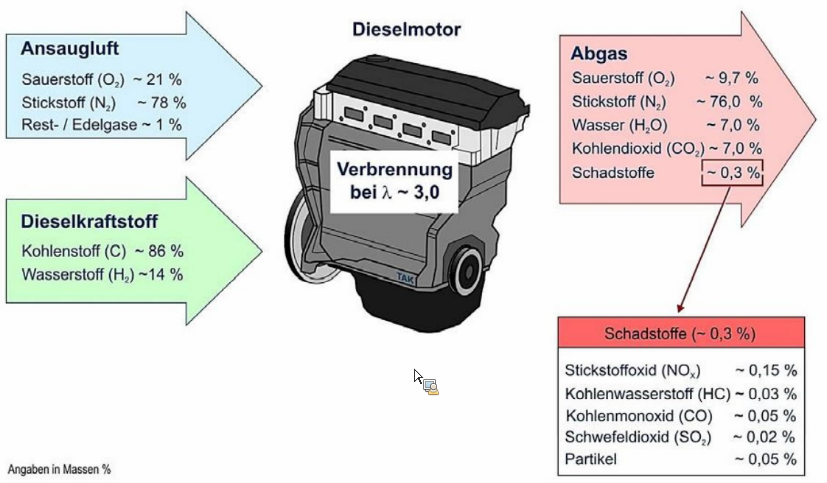 Dieselmotor
Ansaugluft
Sauerstoff (O₂) ~ 21 %
Stickstoff (N₂) ~ 78 %
Rest- / Edelgase ~ 1 %
Dieselkraftstoff
Kohlenstoff (C) ~ 86 %
Wasserstoff (H₂) ~14 %
Verbrennung
bei λ ~ 3,0
TAK
Abgas
Sauerstoff (O₂) ~ 9,7 %
Stickstoff (N₂) ~ 76,0 %
Wasser (H₂O) ~ 7,0 %
Kohlendioxid (CO₂) ~ 7,0 %
Schadstoffe ~ 0,3 %
Schadstoffe (~ 0,3 %)
Stickstoffoxid (NOₓ) ~ 0,15 %
Kohlenwasserstoff (HC) ~ 0,03 %
Kohlenmonoxid (CO) ~ 0,05 %
Schwefeldioxid (SO₂) ~ 0,02 %
Partikel ~ 0,05 %
Angaben in Massen %